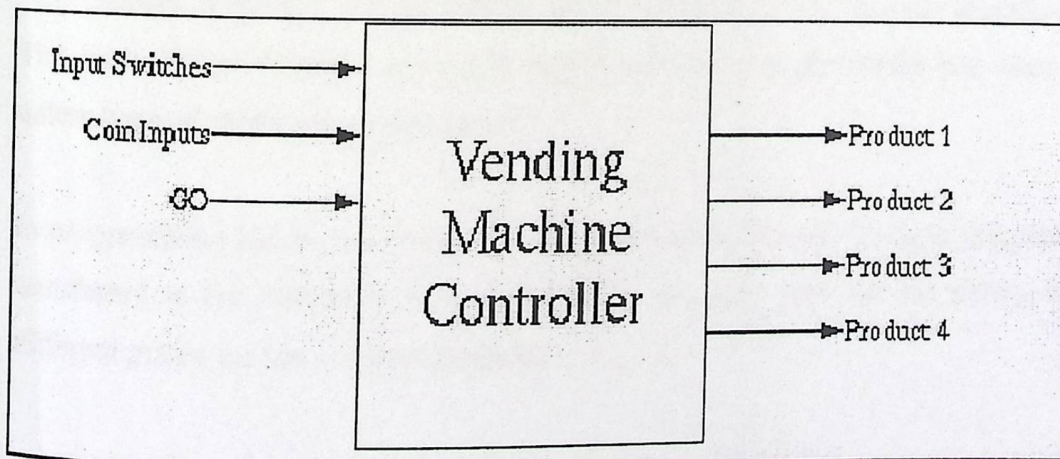 Input Switches
Coin Inputs
GO
Vending
Machine
Controller
Product 1
Product 2
Product 3
Product 4